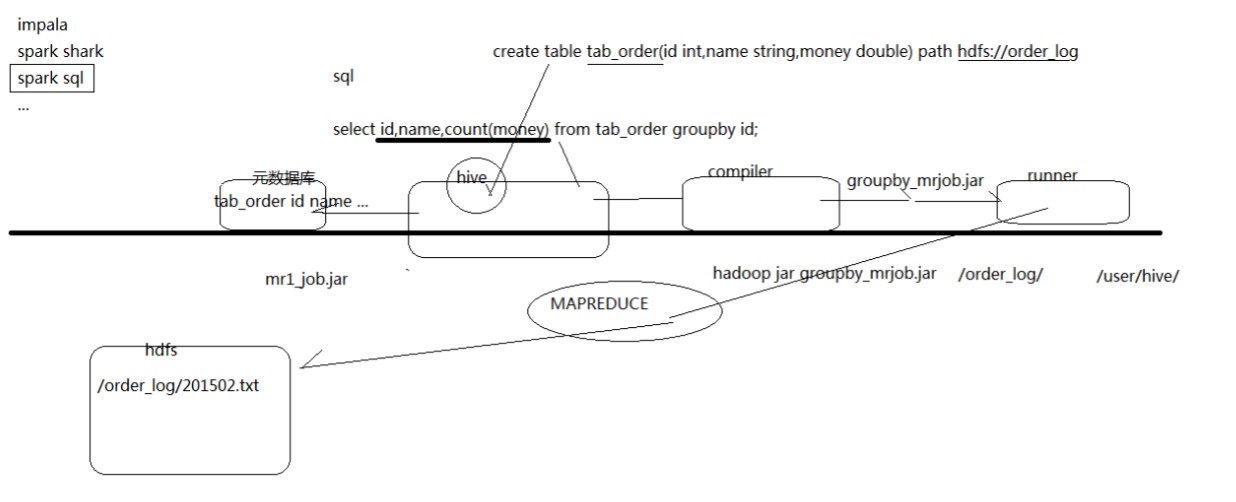 impala
spark shark
create table tab_order(id int,name string,money double) path hdfs://order_log
spark sql
sql
...
select id,name,count(money) from tab_order groupby id;
元数据库
hive
compiler
groupby_mrjob.jar
runner
tab_order id name ...
mr1_job.jar
`
hadoop jar groupby_mrjob.jar /order_log/ /user/hive/
MAPREDUCE
hdfs
/order_log/201502.txt